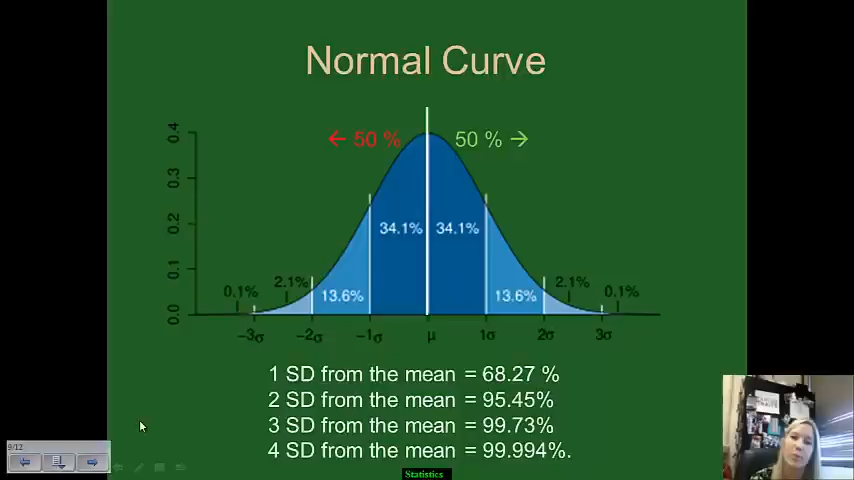 Normal Curve
← 50 % 50 % →
0.4
0.3
0.2
0.1
0.0
34.1% 34.1%
0.1% 2.1% 13.6% 13.6% 2.1% 0.1%
−3σ −2σ −1σ μ 1σ 2σ 3σ
1 SD from the mean = 68.27 %
2 SD from the mean = 95.45%
3 SD from the mean = 99.73%
4 SD from the mean = 99.994%.
9/12
Statistics